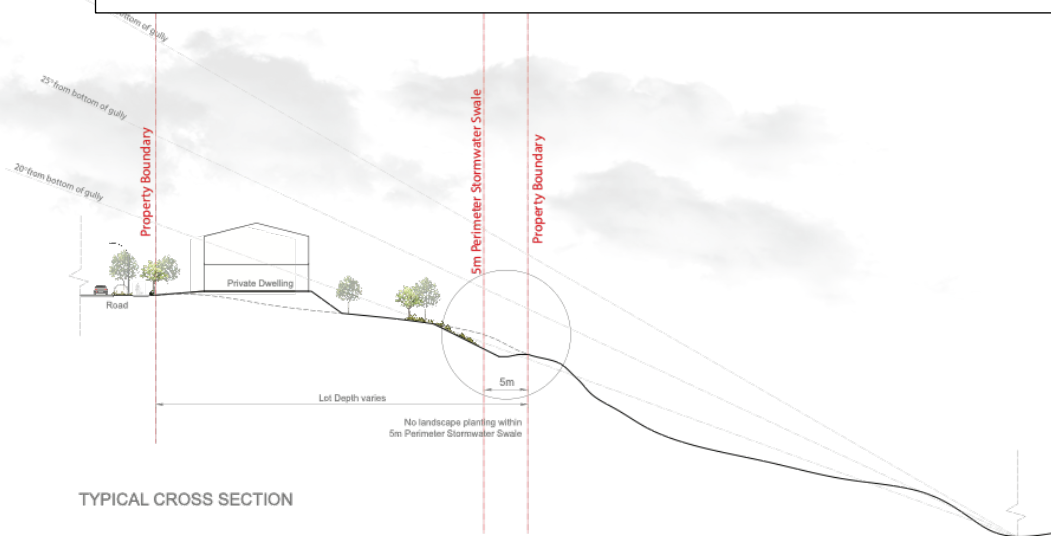 bottom of gully
25° from bottom of gully
20° from bottom of gully
Property Boundary
5m Perimeter Stormwater Swale
Property Boundary
Private Dwelling
Road
5m
Lot Depth varies
No landscape planting within
5m Perimeter Stormwater Swale
TYPICAL CROSS SECTION